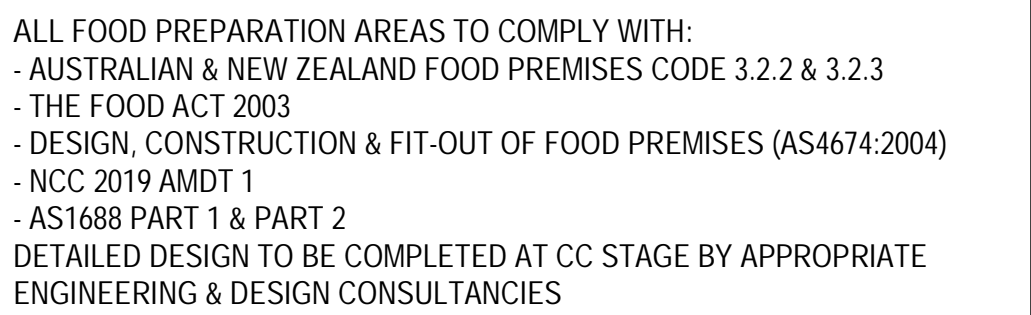 ALL FOOD PREPARATION AREAS TO COMPLY WITH:
- AUSTRALIAN & NEW ZEALAND FOOD PREMISES CODE 3.2.2 & 3.2.3
- THE FOOD ACT 2003
- DESIGN, CONSTRUCTION & FIT-OUT OF FOOD PREMISES (AS4674:2004)
- NCC 2019 AMDT 1
- AS1688 PART 1 & PART 2
DETAILED DESIGN TO BE COMPLETED AT CC STAGE BY APPROPRIATE
ENGINEERING & DESIGN CONSULTANCIES